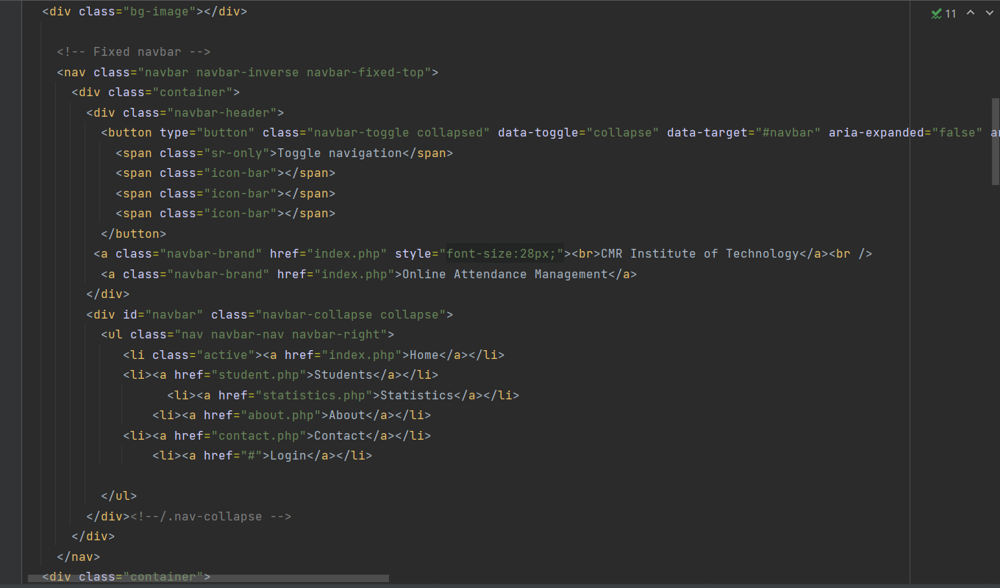 <div class="bg-image"></div>
11
<!-- Fixed navbar -->
<nav class="navbar navbar-inverse navbar-fixed-top">
<div class="container">
<div class="navbar-header">
<button type="button" class="navbar-toggle collapsed" data-toggle="collapse" data-target="#navbar" aria-expanded="false"
<span class="sr-only">Toggle navigation</span>
<span class="icon-bar"></span>
<span class="icon-bar"></span>
<span class="icon-bar"></span>
</button>
<a class="navbar-brand" href="index.php" style="font-size:28px;"><br>CMR Institute of Technology</a><br />
<a class="navbar-brand" href="index.php">Online Attendance Management</a>
</div>
<div id="navbar" class="navbar-collapse collapse">
<ul class="nav navbar-nav navbar-right">
<li class="active"><a href="index.php">Home</a></li>
<li><a href="student.php">Students</a></li>
<li><a href="statistics.php">Statistics</a></li>
<li><a href="about.php">About</a></li>
<li><a href="contact.php">Contact</a></li>
<li><a href="#">Login</a></li>
</ul>
</div><!--/.nav-collapse -->
</div>
</nav>
<div class="container">